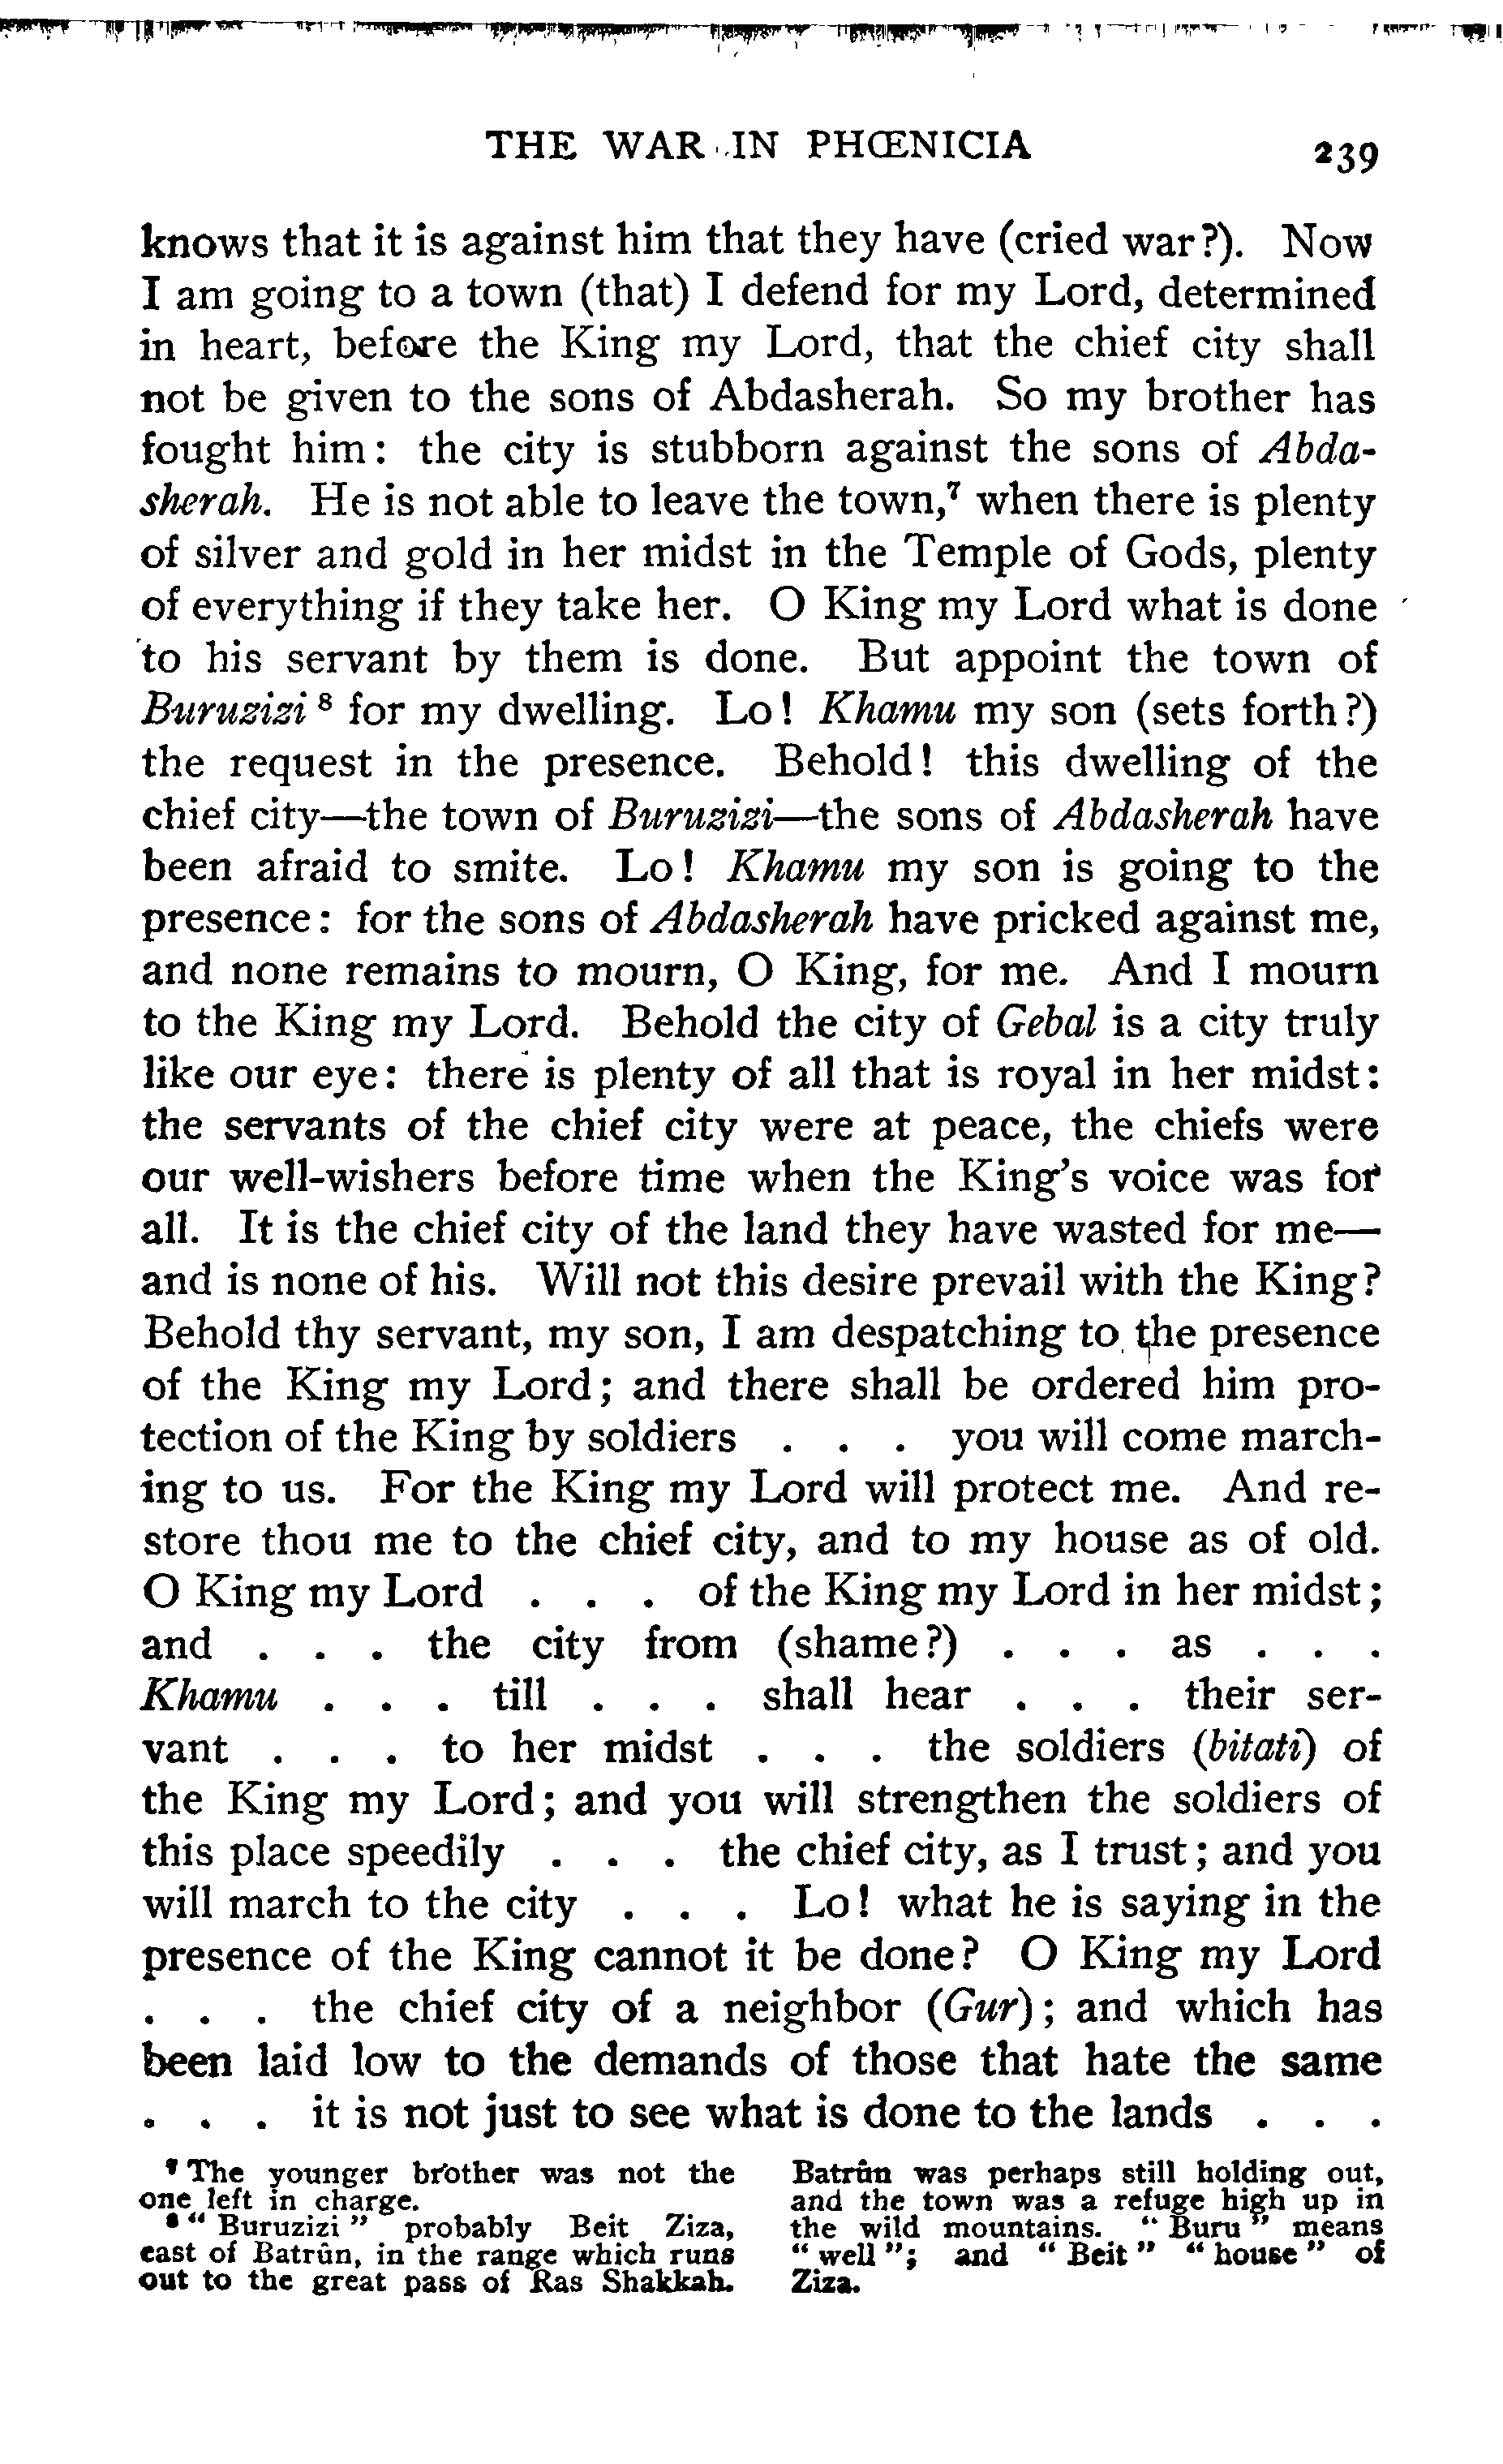 THE WAR IN PHŒNICIA 239
knows that it is against him that they have (cried war?). Now
I am going to a town (that) I defend for my Lord, determined
in heart, before the King my Lord, that the chief city shall
not be given to the sons of Abdasherah. So my brother has
fought him: the city is stubborn against the sons of Abda-
sherah. He is not able to leave the town,⁷ when there is plenty
of silver and gold in her midst in the Temple of Gods, plenty
of everything if they take her. O King my Lord what is done
to his servant by them is done. But appoint the town of
Buruzizi ⁸ for my dwelling. Lo! Khamu my son (sets forth?)
the request in the presence. Behold! this dwelling of the
chief city—the town of Buruzizi—the sons of Abdasherah have
been afraid to smite. Lo! Khamu my son is going to the
presence: for the sons of Abdasherah have pricked against me,
and none remains to mourn, O King, for me. And I mourn
to the King my Lord. Behold the city of Gebal is a city truly
like our eye: there is plenty of all that is royal in her midst:
the servants of the chief city were at peace, the chiefs were
our well-wishers before time when the King's voice was for
all. It is the chief city of the land they have wasted for me—
and is none of his. Will not this desire prevail with the King?
Behold thy servant, my son, I am despatching to the presence
of the King my Lord; and there shall be ordered him pro-
tection of the King by soldiers . . . you will come march-
ing to us. For the King my Lord will protect me. And re-
store thou me to the chief city, and to my house as of old.
O King my Lord . . . of the King my Lord in her midst;
and . . . the city from (shame?) . . . as . . .
Khamu . . . till . . . shall hear . . . their ser-
vant . . . to her midst . . . the soldiers (bitati) of
the King my Lord; and you will strengthen the soldiers of
this place speedily . . . the chief city, as I trust; and you
will march to the city . . . Lo! what he is saying in the
presence of the King cannot it be done? O King my Lord
. . . the chief city of a neighbor (Gur); and which has
been laid low to the demands of those that hate the same
. . . it is not just to see what is done to the lands . . .
⁷ The younger brother was not the
one left in charge.
⁸ "Buruzizi" probably Beit Ziza,
east of Batrûn, in the range which runs
out to the great pass of Ras Shakkah.
Batrûn was perhaps still holding out,
and the town was a refuge high up in
the wild mountains. "Buru" means
"well"; and "Beit" "house" of
Ziza.